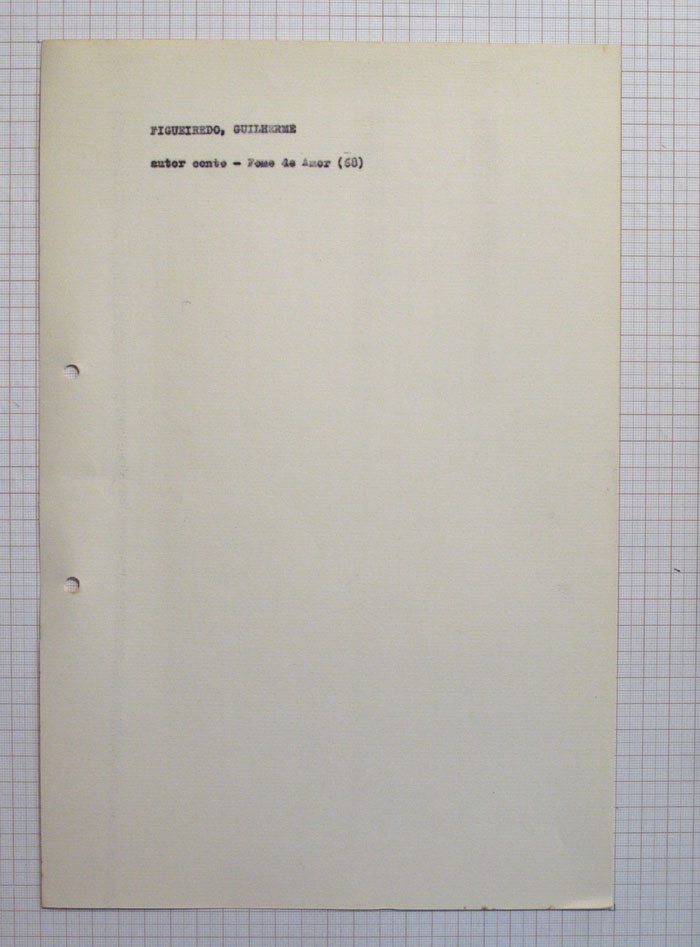 FIGUEIREDO, GUILHERME
autor conto - Fome de Amor (68)